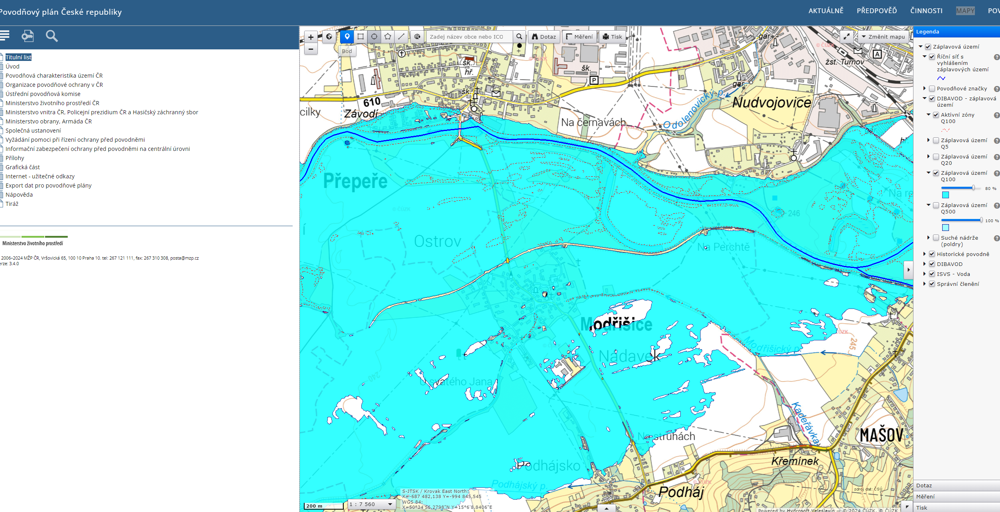 Povodňový plán České republiky
AKTUÁLNĚ
PŘEDPOVĚĎ
ČINNOSTI
MAPY
POV
Titulní list
Úvod
Povodňová charakteristika území ČR
Organizace povodňové ochrany v ČR
Ústřední povodňová komise
Ministerstvo životního prostředí ČR
Ministerstvo vnitra ČR, Policejní prezidium ČR a Hasičský záchranný sbor
Ministerstvo obrany, Armáda ČR
Společná ustanovení
Vyžádání pomoci při řízení ochrany před povodněmi
Informační zabezpečení ochrany před povodněmi na centrální úrovni
Přílohy
Grafická část
Internet - užitečné odkazy
Export dat pro povodňové plány
Nápověda
Tiráž
Ministerstvo životního prostředí
2006–2024 MŽP ČR, Vršovická 65, 100 10 Praha 10. tel: 267 121 111, fax: 267 310 308, posta@mzp.cz
erze: 3.4.0
+
−
Zadej název obce nebo IČO
Dotaz
Měření
Tisk
Změnit mapu
Bod
gar.
© ČÚZK
© ČÚZK
A
žst. Turnov
šk.
hř.
šk.
P
gar.
šk.
610
Závodí
cilky
Nudvojovice
Odolenovický p.
Na černavách
gar.
hř.
Přepeře
© ČÚZK
Na re
246
í
Ostrov
Na Perchtě
Modřišice
ČÚZK
245
Modřišický p.
© ČÚZK
Nádavek
240
U svatého Jana
Kadeřávka
Na struhách
MAŠOV
Křemínek
Podhájsko
Podhájský p.
© ČÚZK
Podháj
zdroj dat: ČSÚ
S-JTSK / Krovak East North:
X=-687 482,138 Y=-994 845,545
WGS 84:
X=50°34'56,2798"N Y=15°6'8,8406"E
200 m
1 : 7 560
Powered by Hydrosoft Veleslavín — © 2024 ČÚZK, © ČÚZK
Legenda
Záplavová území
Říční síť s
vyhlášením
záplavových území
Povodňové značky
DIBAVOD - záplavová
území
Aktivní zóny
Q100
Záplavová území
Q5
Záplavová území
Q20
Záplavová území
Q100
80 %
Záplavová území
Q500
100 %
Suché nádrže
(poldry)
Historické povodně
DIBAVOD
ISVS - Voda
Správní členění
Dotaz
Měření
Tisk